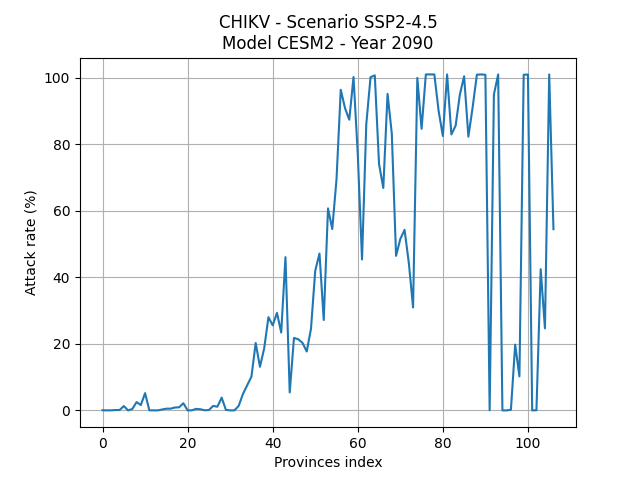 CHIKV - Scenario SSP2-4.5
Model CESM2 - Year 2090
Attack rate (%)
100
80
60
40
20
0
0 20 40 60 80 100
Provinces index